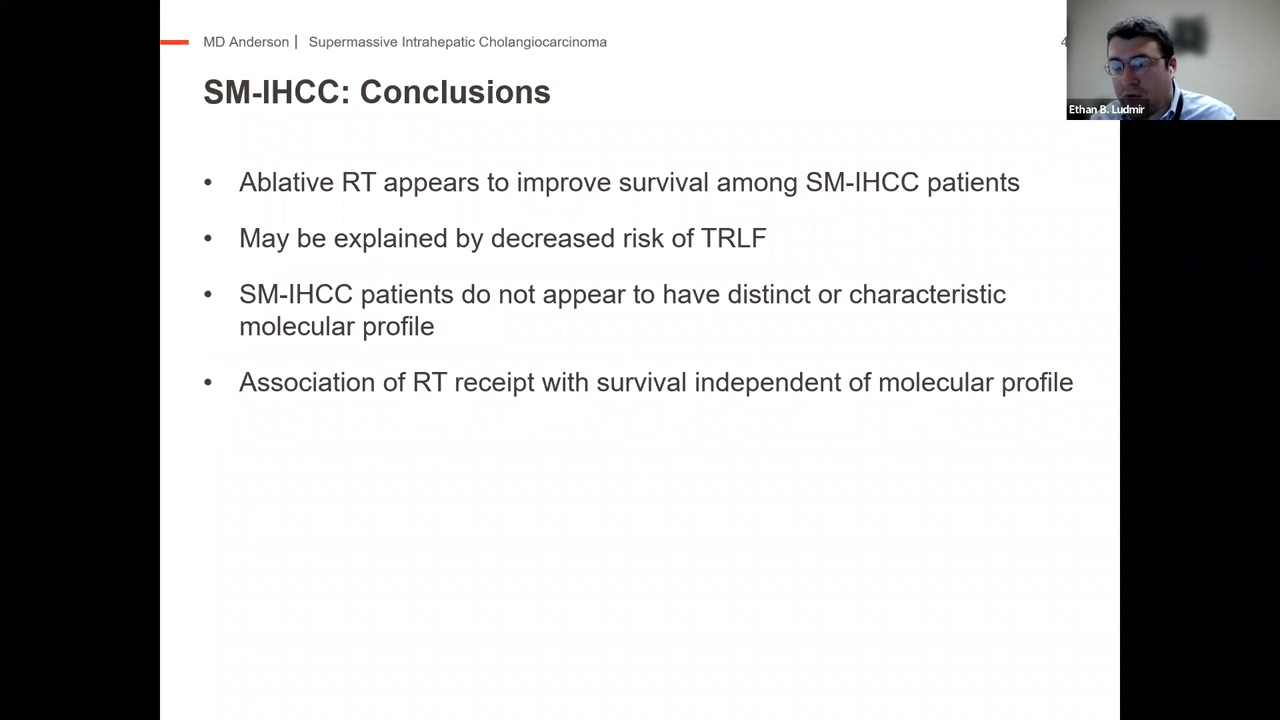 MD Anderson | Supermassive Intrahepatic Cholangiocarcinoma
4
Ethan B. Ludmir
SM-IHCC: Conclusions
• Ablative RT appears to improve survival among SM-IHCC patients
• May be explained by decreased risk of TRLF
• SM-IHCC patients do not appear to have distinct or characteristic
molecular profile
• Association of RT receipt with survival independent of molecular profile